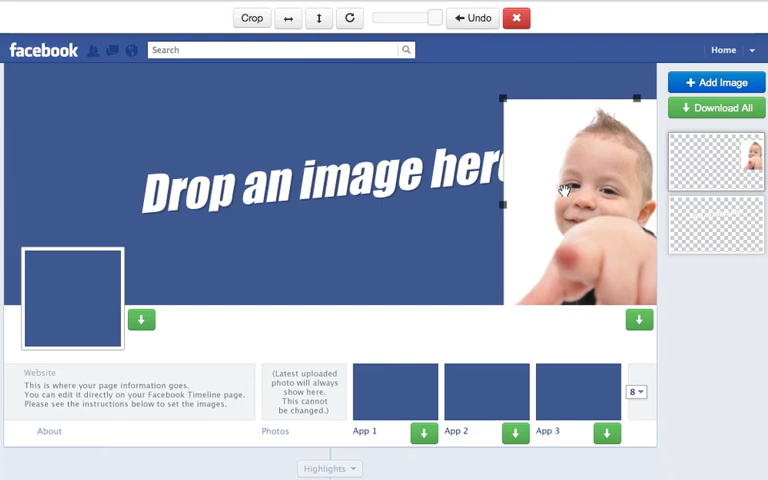 Crop
Undo
facebook
Search
Home
Add Image
Download All
Drop an image here
Website
This is where your page information goes.
You can edit it directly on your Facebook Timeline page.
Please see the instructions below to set the images.
(Latest uploaded
photo will always
show here.
This cannot
be changed.)
8
About
Photos
App 1
App 2
App 3
Highlights